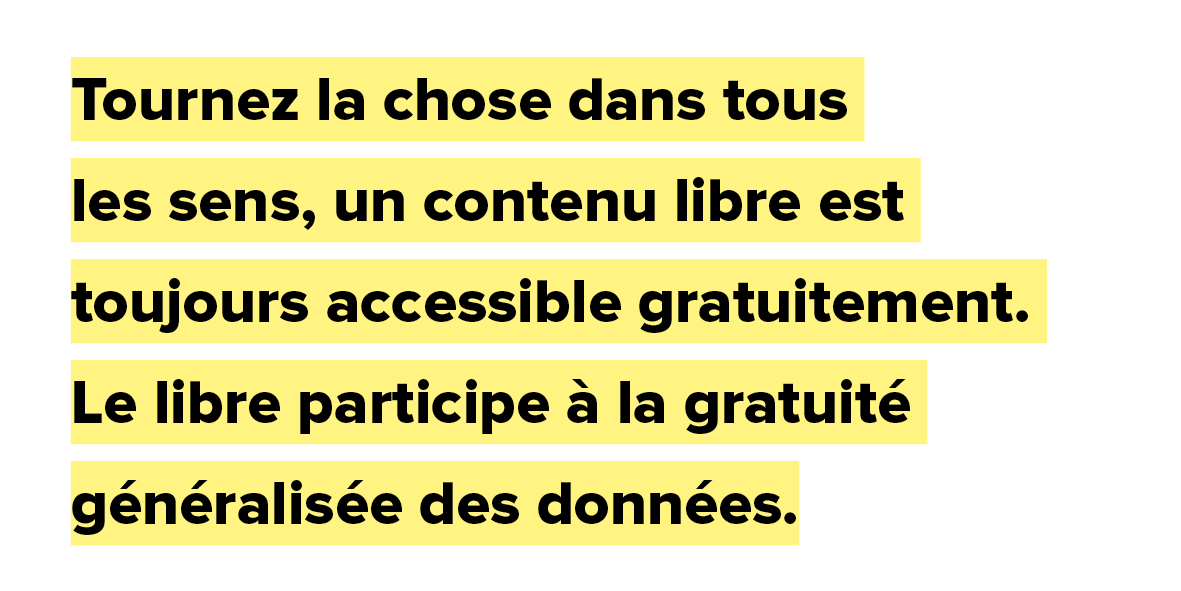 Tournez la chose dans tous
les sens, un contenu libre est
toujours accessible gratuitement.
Le libre participe à la gratuité
généralisée des données.